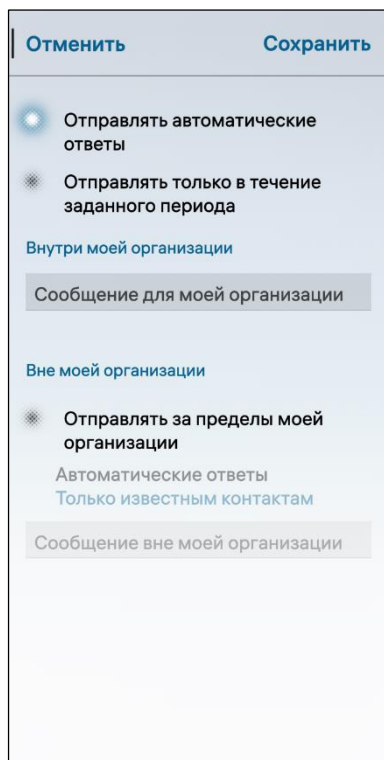 Отменить Сохранить
Отправлять автоматические
ответы
Отправлять только в течение
заданного периода
Внутри моей организации
Сообщение для моей организации
Вне моей организации
Отправлять за пределы моей
организации
Автоматические ответы
Только известным контактам
Сообщение вне моей организации